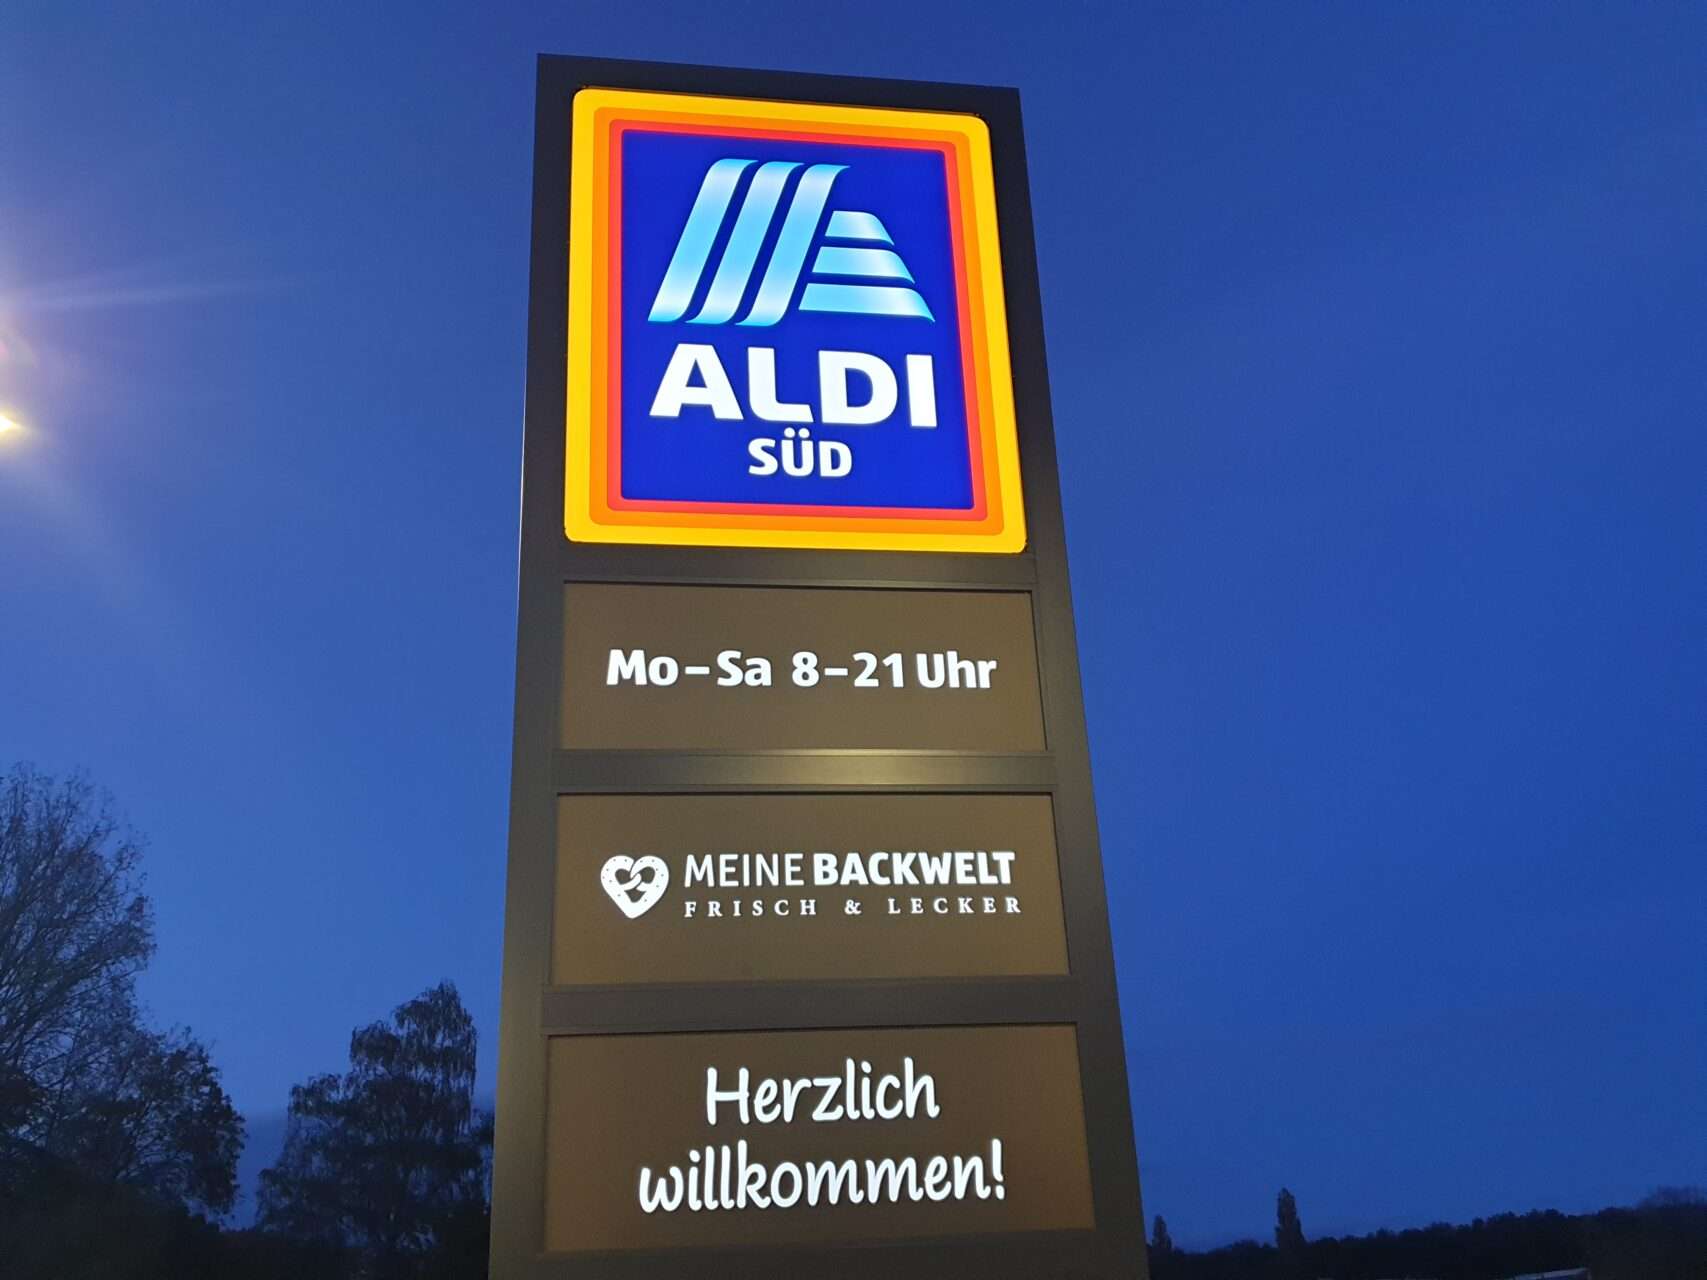 ALDI
SÜD
Mo–Sa 8–21 Uhr
MEINE BACKWELT
FRISCH & LECKER
Herzlich
willkommen!